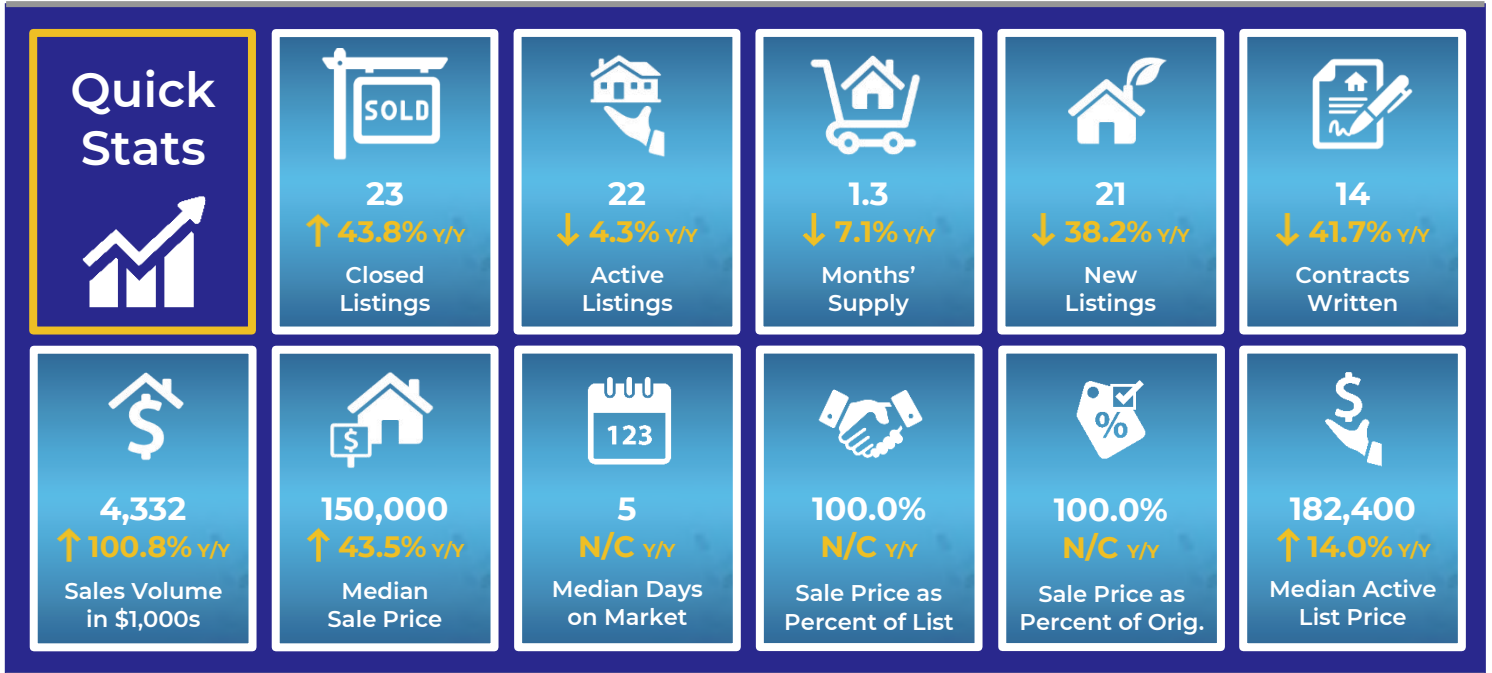 Quick
Stats
SOLD
23
↑ 43.8% Y/Y
Closed
Listings
22
↓ 4.3% Y/Y
Active
Listings
1.3
↓ 7.1% Y/Y
Months’
Supply
21
↓ 38.2% Y/Y
New
Listings
14
↓ 41.7% Y/Y
Contracts
Written
$
4,332
↑ 100.8% Y/Y
Sales Volume
in $1,000s
$
150,000
↑ 43.5% Y/Y
Median
Sale Price
123
5
N/C Y/Y
Median Days
on Market
100.0%
N/C Y/Y
Sale Price as
Percent of List
%
100.0%
N/C Y/Y
Sale Price as
Percent of Orig.
$
182,400
↑ 14.0% Y/Y
Median Active
List Price